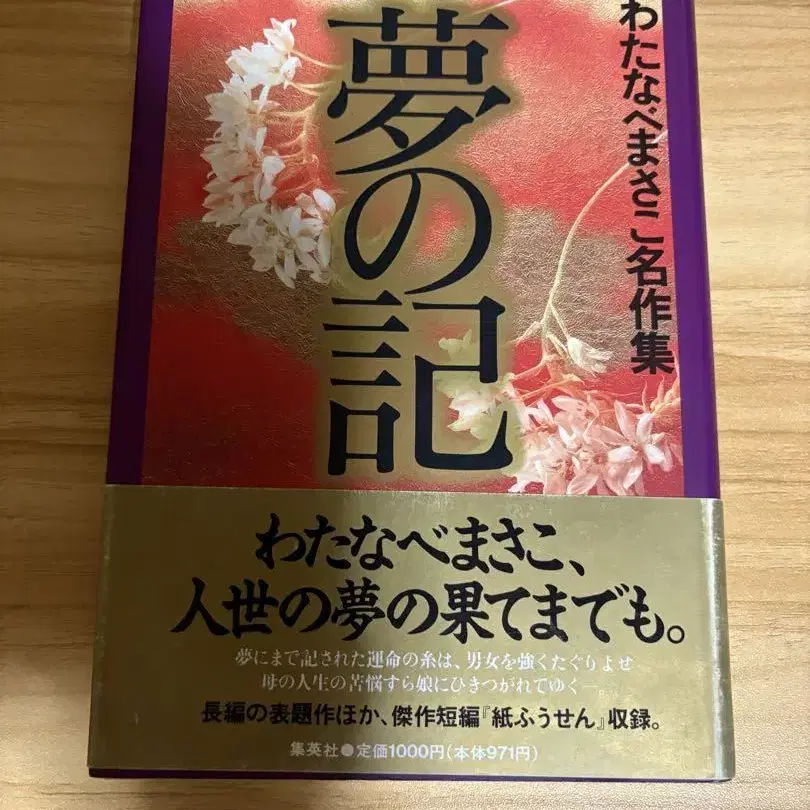 わたなべまさこ名作集
夢の記
わたなべまさこ、
人世の夢の果てまでも。
夢にまで記された運命の糸は、男女を強くたぐりよせ
母の人生の苦悩すら娘にひきつがれてゆく—。
長編の表題作ほか、傑作短編『紙ふうせん』収録。
集英社●定価1000円(本体971円)